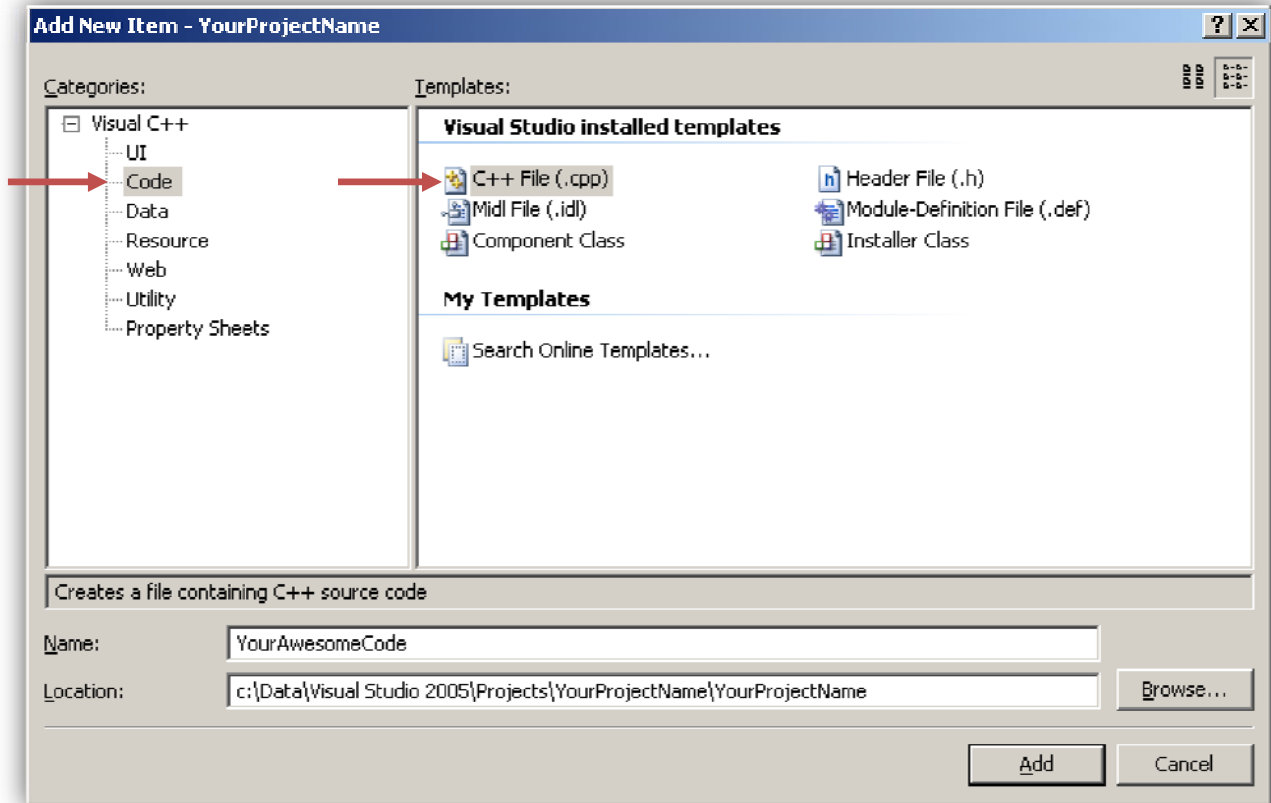 Add New Item - YourProjectName
Categories:
Templates:
Visual C++
UI
Code
Data
Resource
Web
Utility
Property Sheets
Visual Studio installed templates
C++ File (.cpp)
Header File (.h)
Midl File (.idl)
Module-Definition File (.def)
Component Class
Installer Class
My Templates
Search Online Templates...
Creates a file containing C++ source code
Name:
YourAwesomeCode
Location:
c:\Data\Visual Studio 2005\Projects\YourProjectName\YourProjectName
Browse...
Add
Cancel